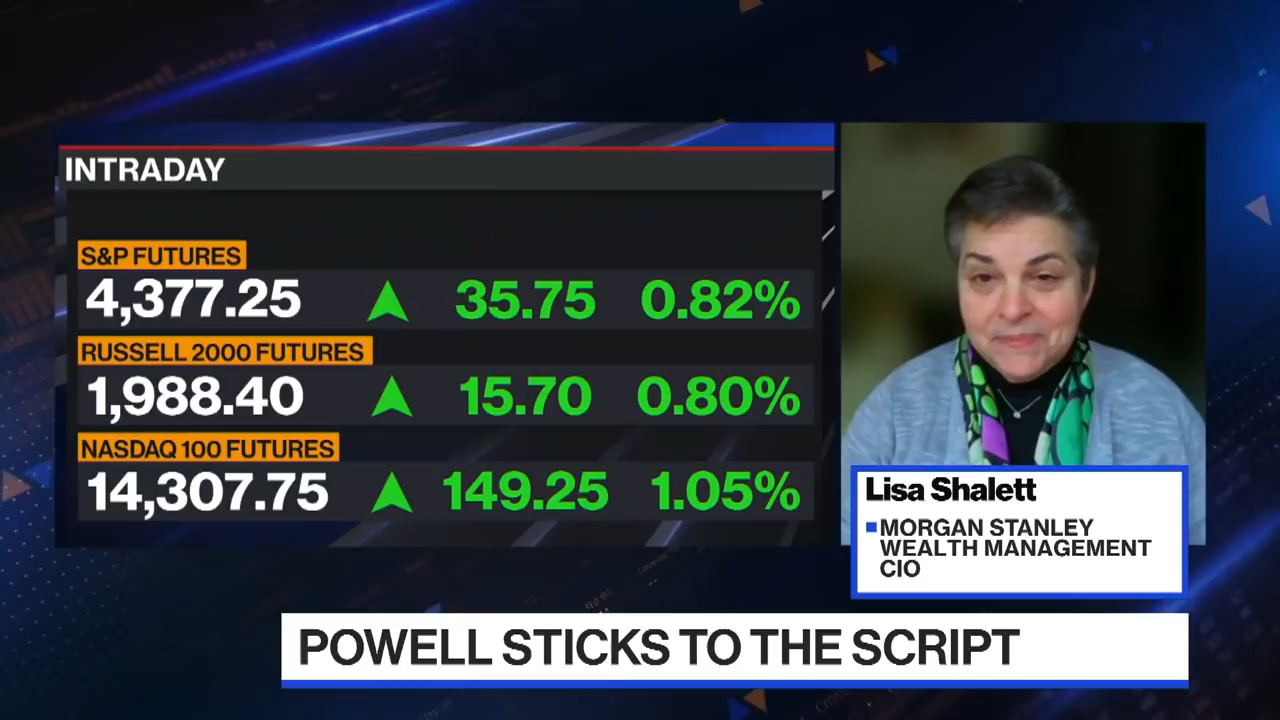 INTRADAY
S&P FUTURES
4,377.25 ▲ 35.75 0.82%
RUSSELL 2000 FUTURES
1,988.40 ▲ 15.70 0.80%
NASDAQ 100 FUTURES
14,307.75 ▲ 149.25 1.05%
Lisa Shalett
MORGAN STANLEY
WEALTH MANAGEMENT
CIO
POWELL STICKS TO THE SCRIPT